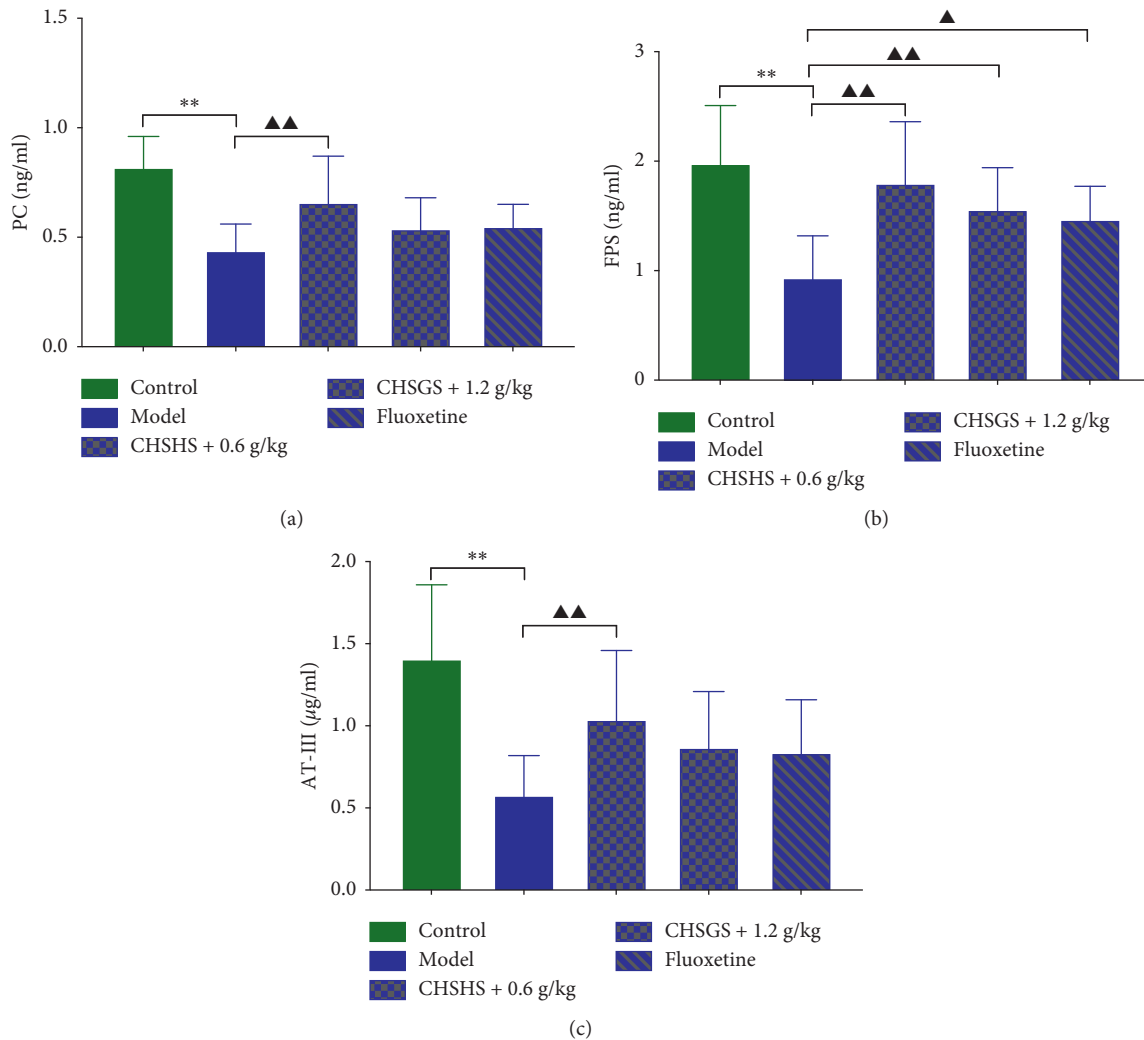 1.5
1.0
0.5
0.0
PC (ng/ml)
**
▲▲
Control
Model
CHSHS + 0.6 g/kg
CHSGS + 1.2 g/kg
Fluoxetine
(a)
3
2
1
0
FPS (ng/ml)
**
▲▲
▲▲
▲
Control
Model
CHSHS + 0.6 g/kg
CHSGS + 1.2 g/kg
Fluoxetine
(b)
2.0
1.5
1.0
0.5
0.0
AT-III (μg/ml)
**
▲▲
Control
Model
CHSHS + 0.6 g/kg
CHSGS + 1.2 g/kg
Fluoxetine
(c)